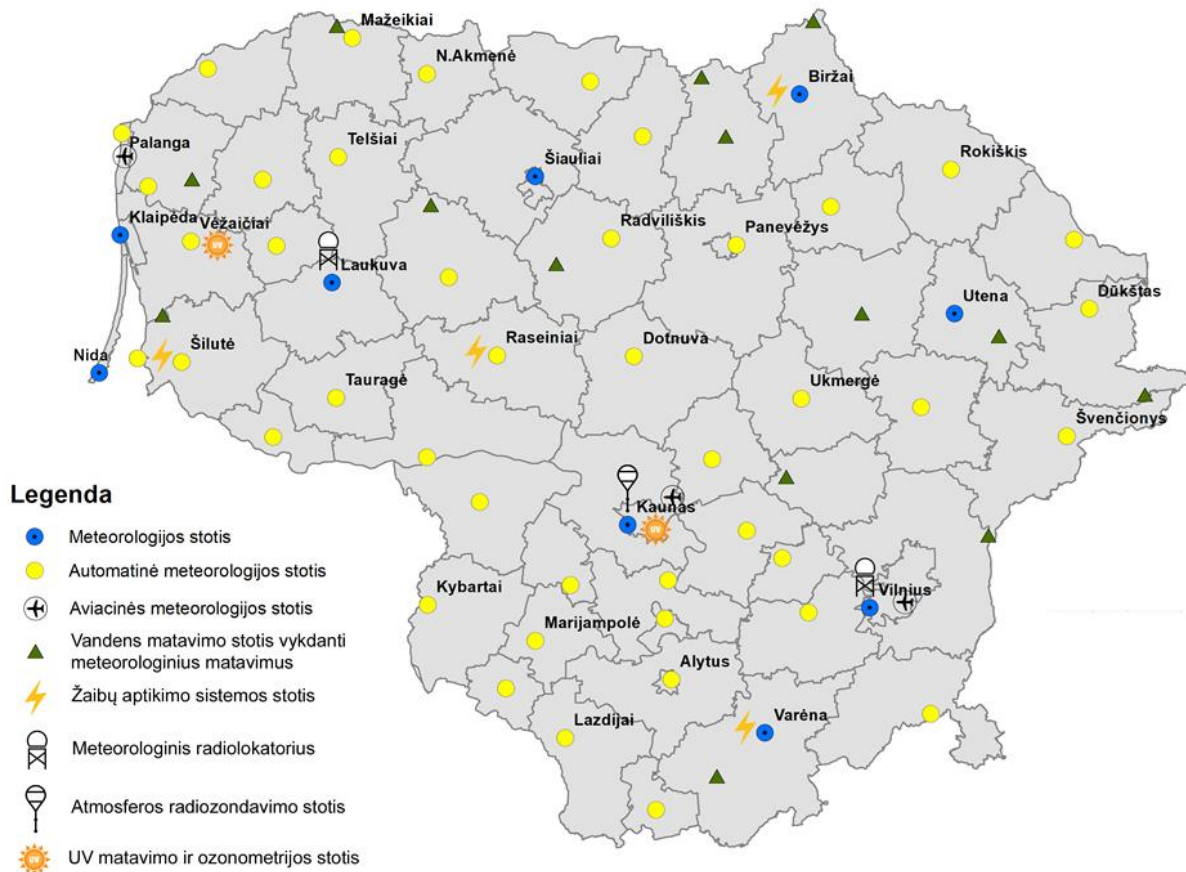 Mažeikiai
N.Akmenė
Biržai
Palanga
Telšiai
Šiauliai
Rokiškis
Klaipėda
Vėžaičiai
Radviliškis
Panevėžys
Laukuva
Utena
Dūkštas
Nida
Šilutė
Raseiniai
Dotnuva
Tauragė
Ukmergė
Švenčionys
Kaunas
Kybartai
Vilnius
Marijampolė
Alytus
Lazdijai
Varėna
Legenda
Meteorologijos stotis
Automatinė meteorologijos stotis
Aviacinės meteorologijos stotis
Vandens matavimo stotis vykdanti
meteorologinius matavimus
Žaibų aptikimo sistemos stotis
Meteorologinis radiolokatorius
Atmosferos radiozondavimo stotis
UV matavimo ir ozonometrijos stotis
UV
UV
UV